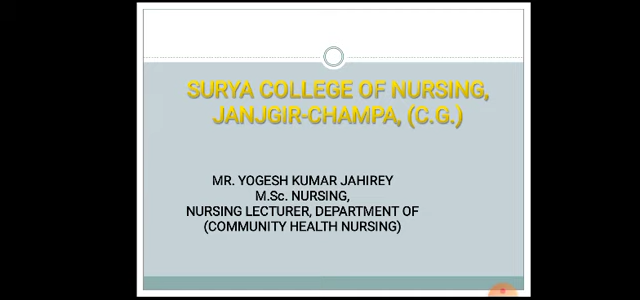 SURYA COLLEGE OF NURSING,
JANJGIR-CHAMPA, (C.G.)
MR. YOGESH KUMAR JAHIREY
M.Sc. NURSING,
NURSING LECTURER, DEPARTMENT OF
(COMMUNITY HEALTH NURSING)